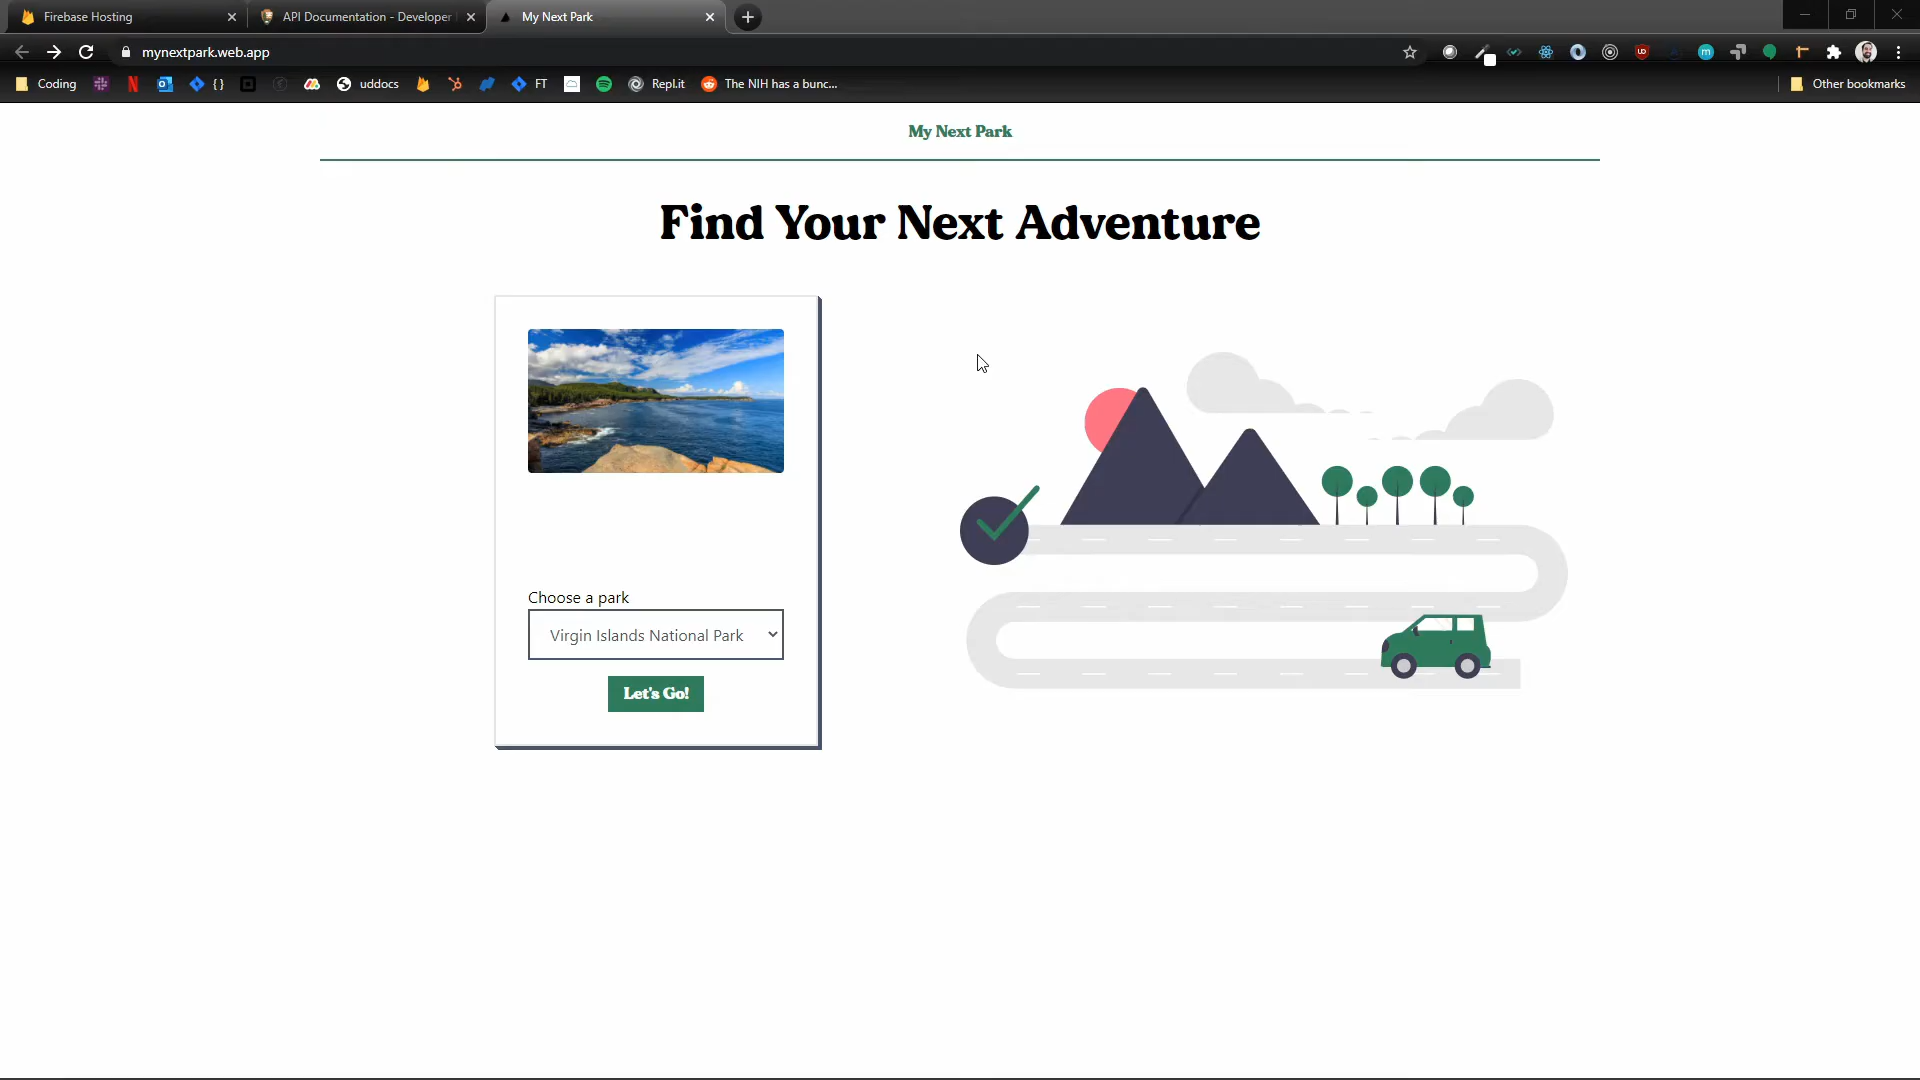 Firebase Hosting
API Documentation - Developer
My Next Park
mynextpark.web.app
Coding
{ }
uddocs
FT
Repl.it
The NIH has a bunc...
Other bookmarks
My Next Park
Find Your Next Adventure
Choose a park
Virgin Islands National Park
Let's Go!